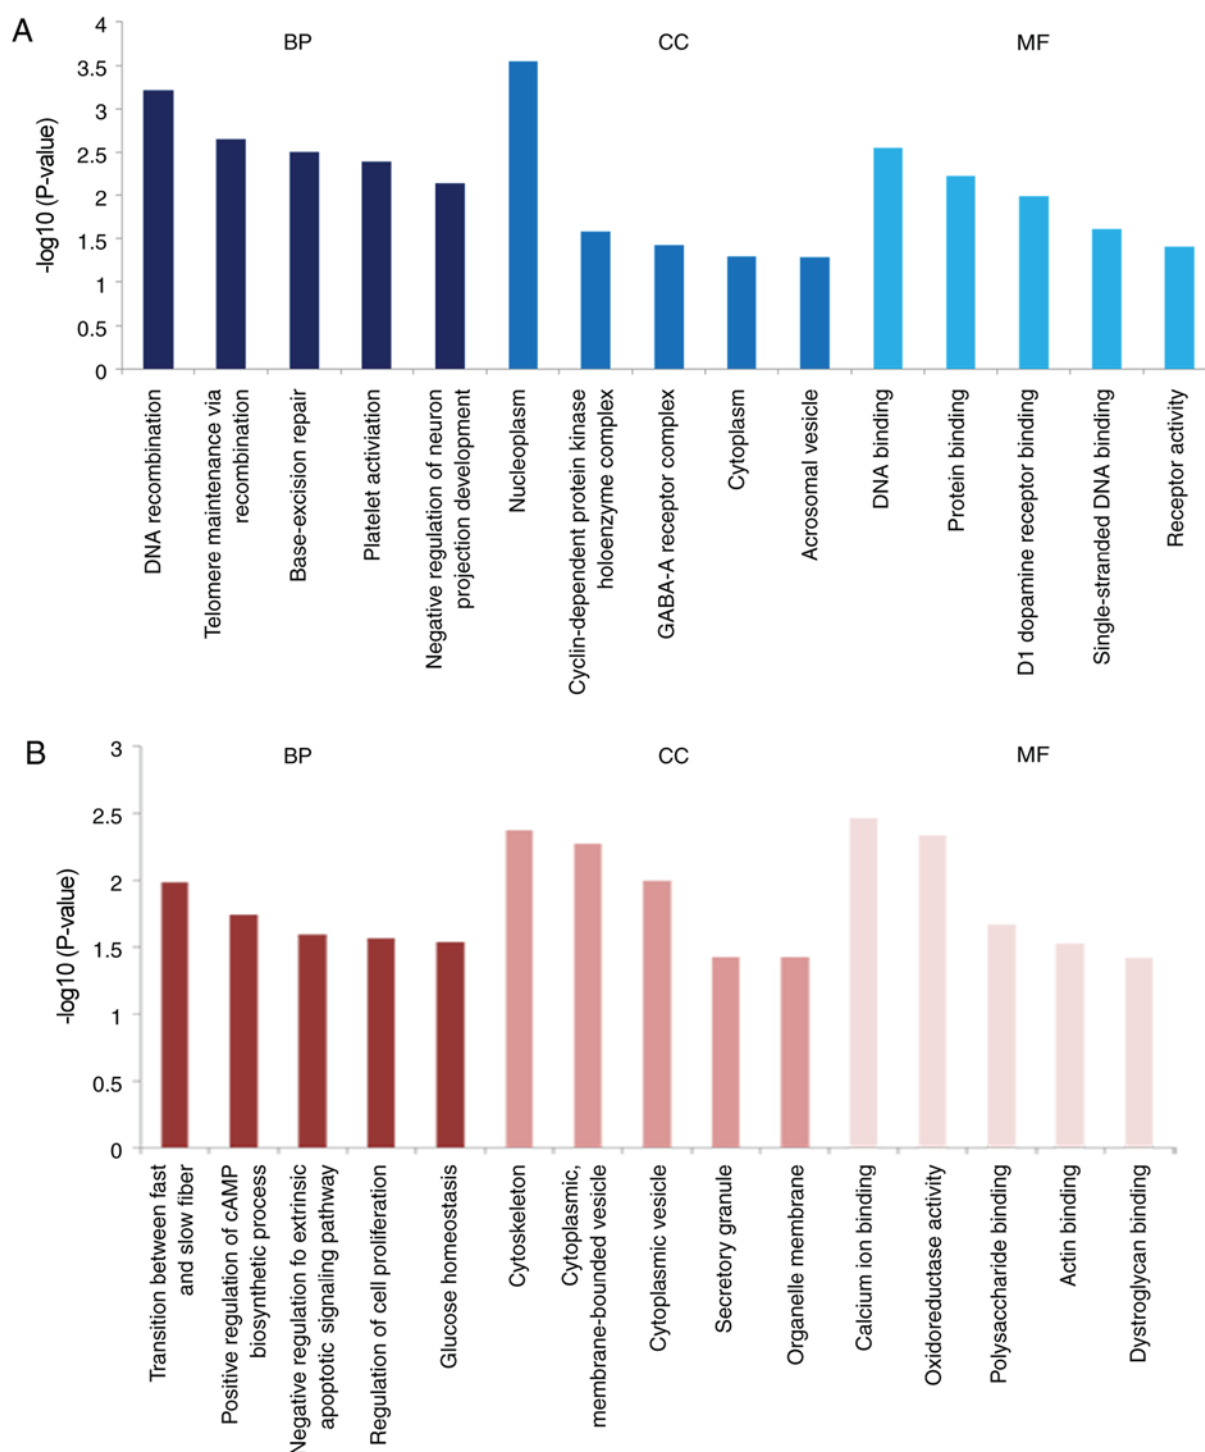 A
BP
CC
MF
4
3.5
3
2.5
2
1.5
1
0.5
0
-log10 (P-value)
DNA recombination
Telomere maintenance via
recombination
Base-excision repair
Platelet activiation
Negative regulation of neuron
projection development
Nucleoplasm
Cyclin-dependent protein kinase
holoenzyme complex
GABA-A receptor complex
Cytoplasm
Acrosomal vesicle
DNA binding
Protein binding
D1 dopamine receptor binding
Single-stranded DNA binding
Receptor activity
B
BP
CC
MF
3
2.5
2
1.5
1
0.5
0
-log10 (P-value)
Transition between fast
and slow fiber
Positive regulation of cAMP
biosynthetic process
Negative regulation fo extrinsic
apoptotic signaling pathway
Regulation of cell proliferation
Glucose homeostasis
Cytoskeleton
Cytoplasmic,
membrane-bounded vesicle
Cytoplasmic vesicle
Secretory granule
Organelle membrane
Calcium ion binding
Oxidoreductase activity
Polysaccharide binding
Actin binding
Dystroglycan binding